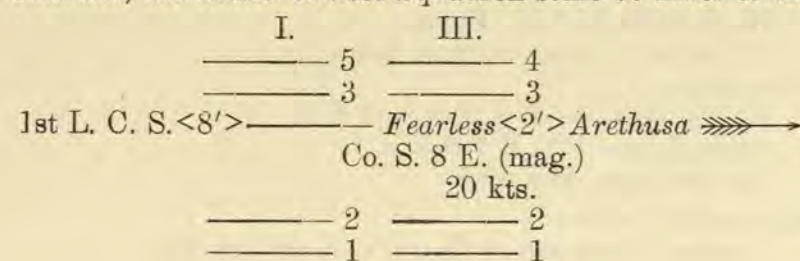 I. III.
5 4
3 3
1st L. C. S.<8'> Fearless<2'>Arethusa
Co. S. 8 E. (mag.)
20 kts.
2 2
1 1